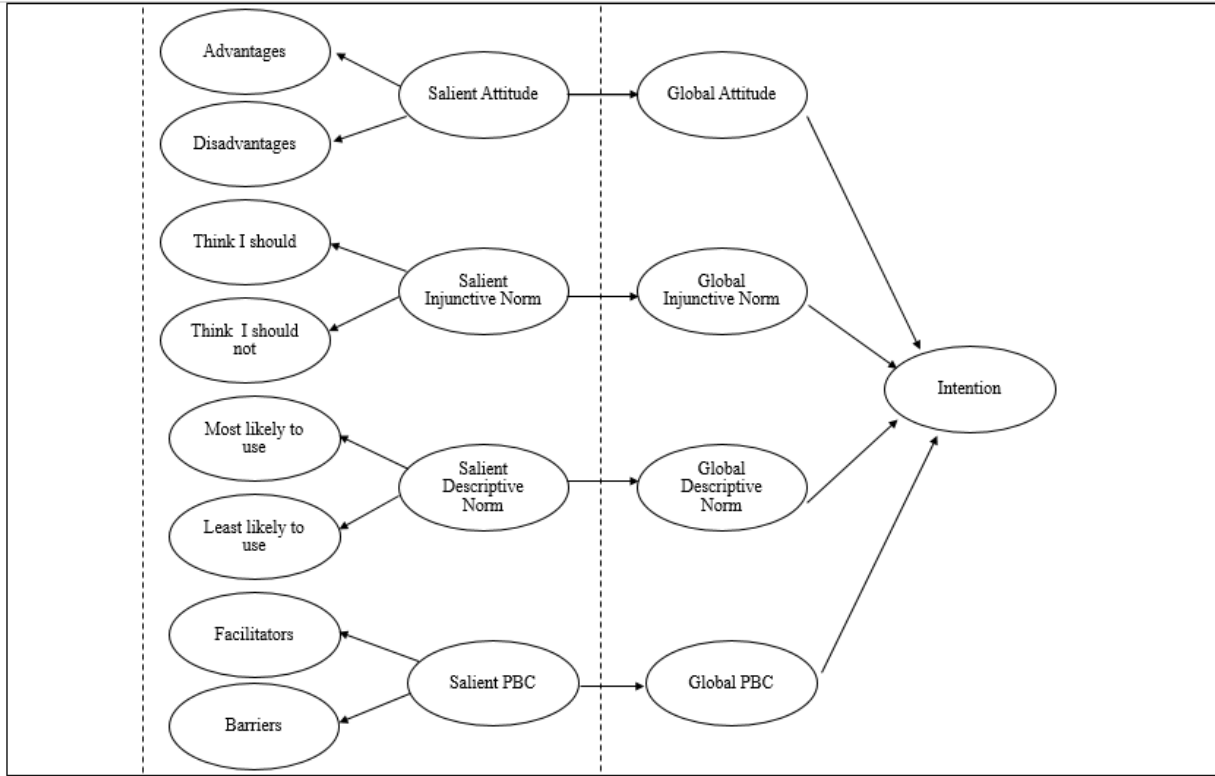 Advantages
Salient Attitude
Global Attitude
Disadvantages
Think I should
Salient
Injunctive Norm
Global
Injunctive Norm
Think I should
not
Intention
Most likely to
use
Salient
Descriptive
Norm
Global
Descriptive
Norm
Least likely to
use
Facilitators
Salient PBC
Global PBC
Barriers